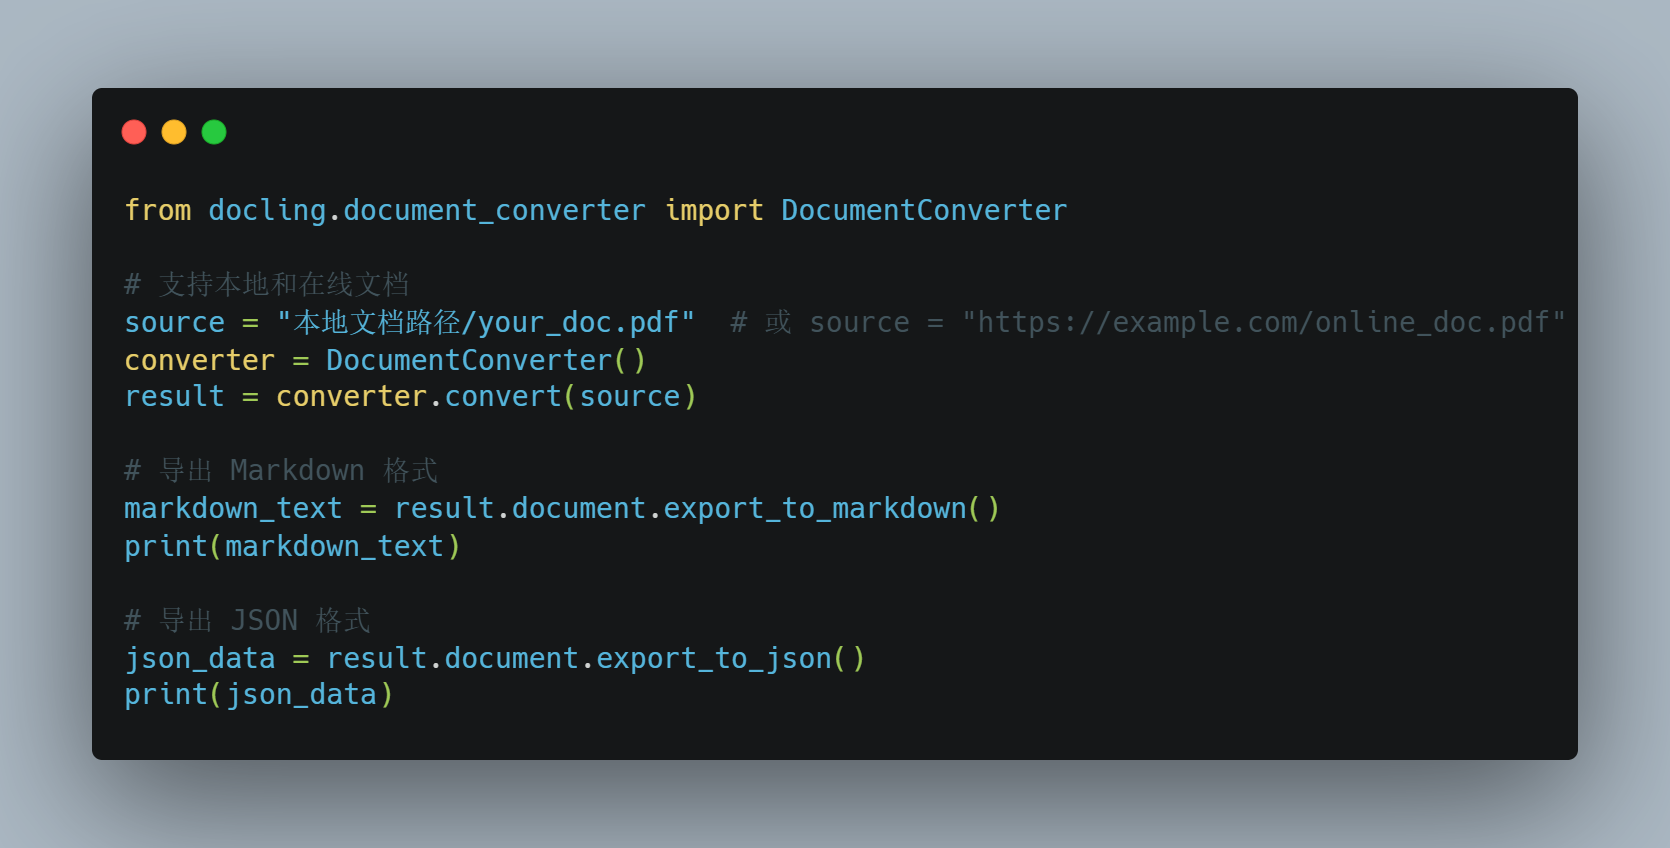 from docling.document_converter import DocumentConverter
# 支持本地和在线文档
source = "本地文档路径/your_doc.pdf"  # 或 source = "https://example.com/online_doc.pdf"
converter = DocumentConverter()
result = converter.convert(source)
# 导出 Markdown 格式
markdown_text = result.document.export_to_markdown()
print(markdown_text)
# 导出 JSON 格式
json_data = result.document.export_to_json()
print(json_data)